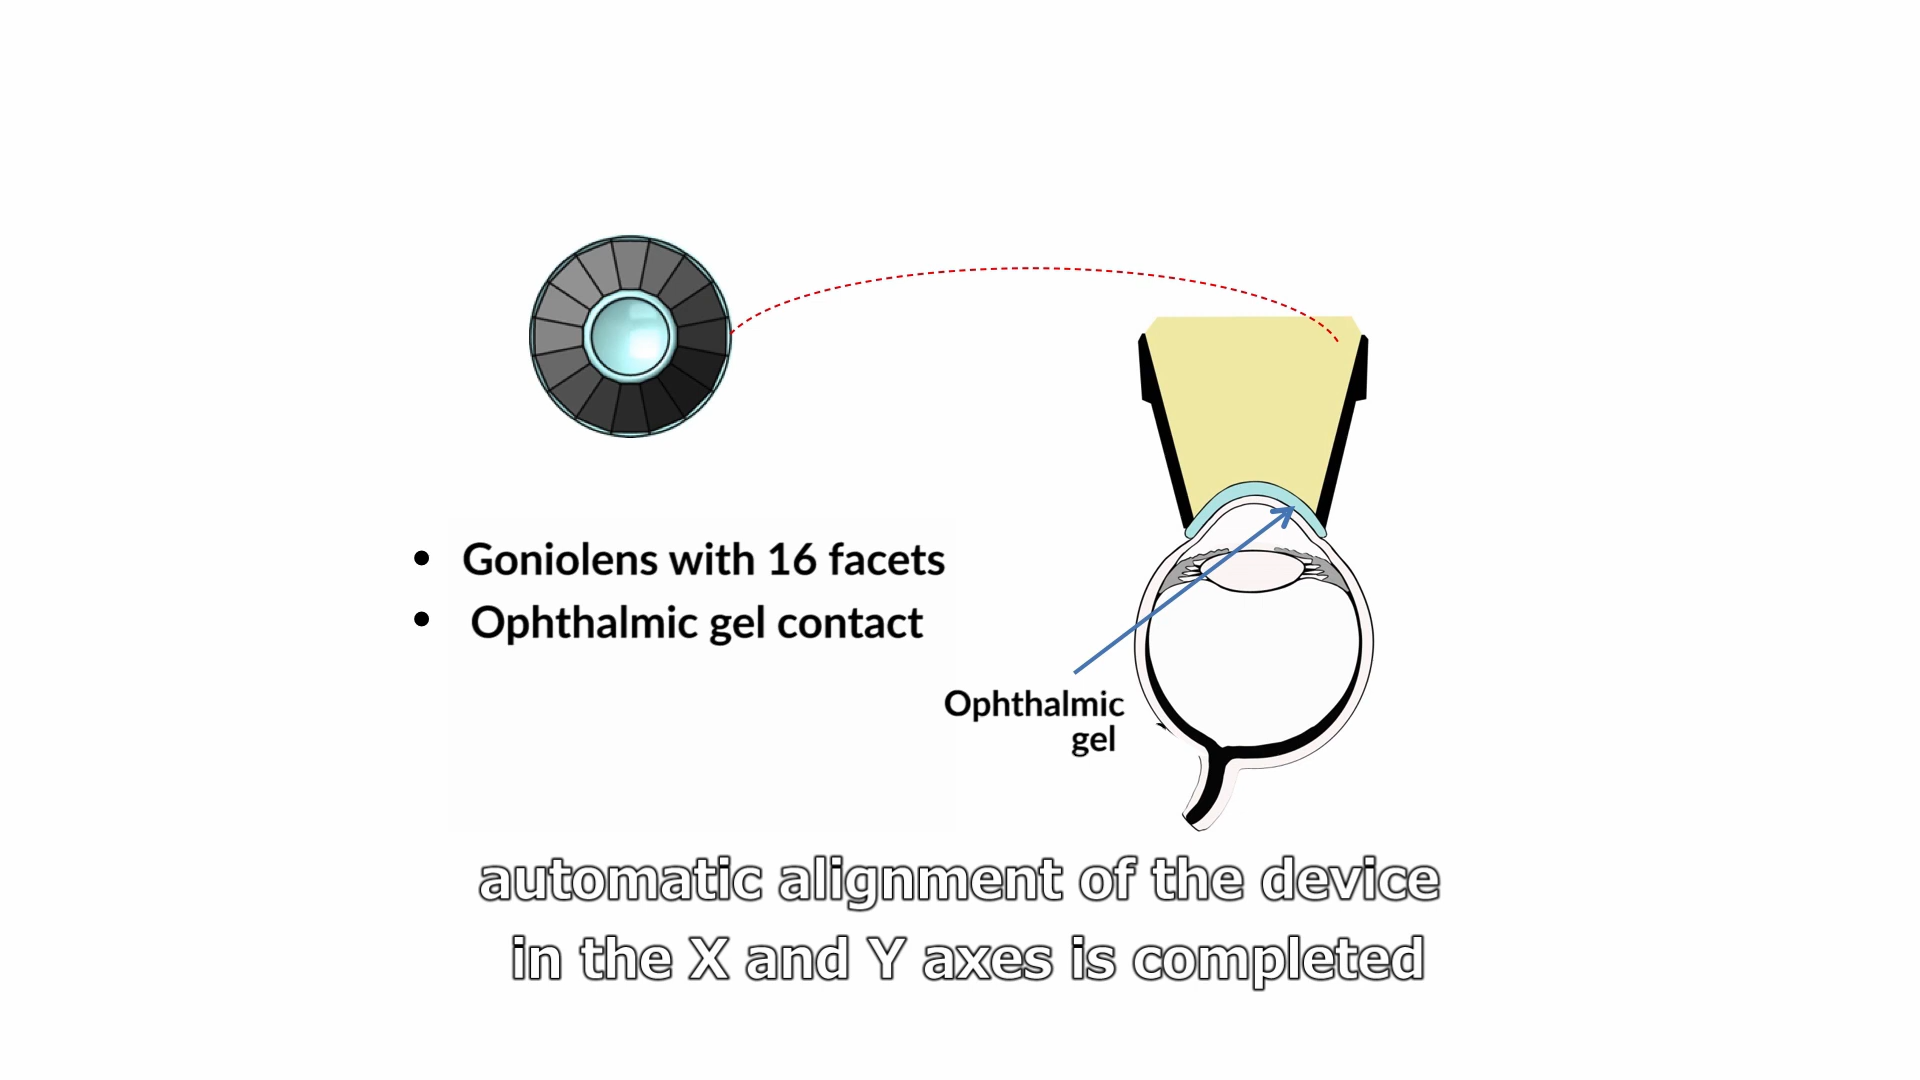 • Goniolens with 16 facets
• Ophthalmic gel contact
Ophthalmic
gel
automatic alignment of the device
in the X and Y axes is completed